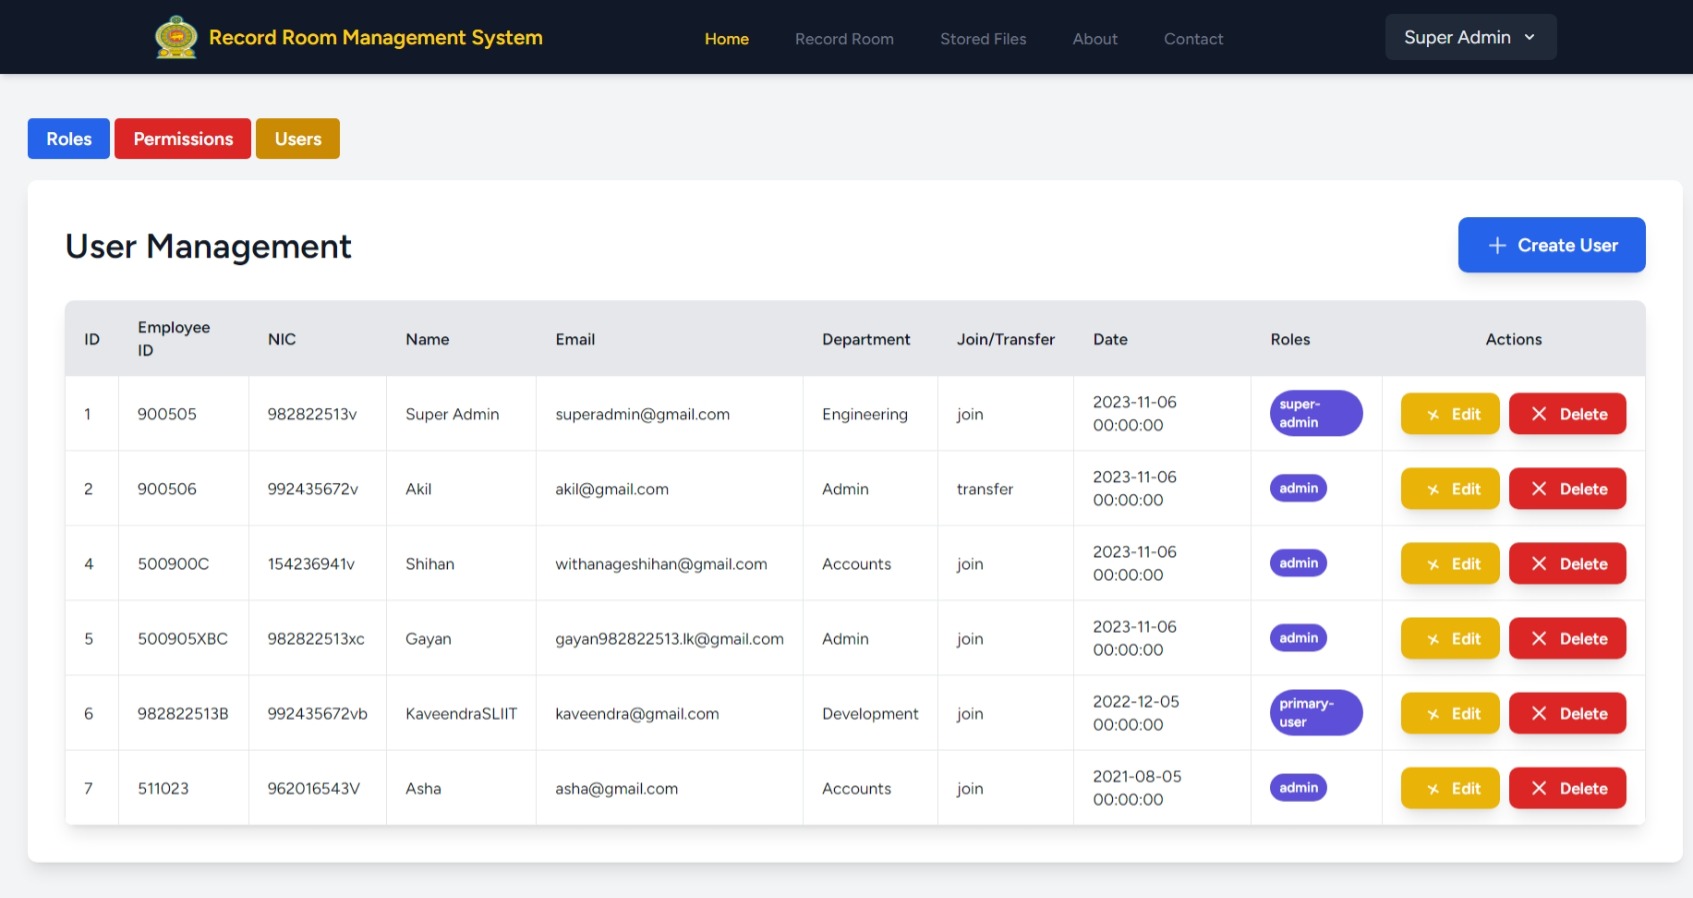 Record Room Management System Home Record Room Stored Files About Contact Super Admin
Roles Permissions Users
User Management + Create User
ID Employee ID NIC Name Email Department Join/Transfer Date Roles Actions
1 900505 982822513v Super Admin superadmin@gmail.com Engineering join 2023-11-06 00:00:00 super-admin Edit Delete
2 900506 992435672v Akil akil@gmail.com Admin transfer 2023-11-06 00:00:00 admin Edit Delete
4 500900C 154236941v Shihan withanageshihan@gmail.com Accounts join 2023-11-06 00:00:00 admin Edit Delete
5 500905XBC 982822513xc Gayan gayan982822513.lk@gmail.com Admin join 2023-11-06 00:00:00 admin Edit Delete
6 982822513B 992435672vb KaveendraSLIIT kaveendra@gmail.com Development join 2022-12-05 00:00:00 primary-user Edit Delete
7 511023 962016543V Asha asha@gmail.com Accounts join 2021-08-05 00:00:00 admin Edit Delete